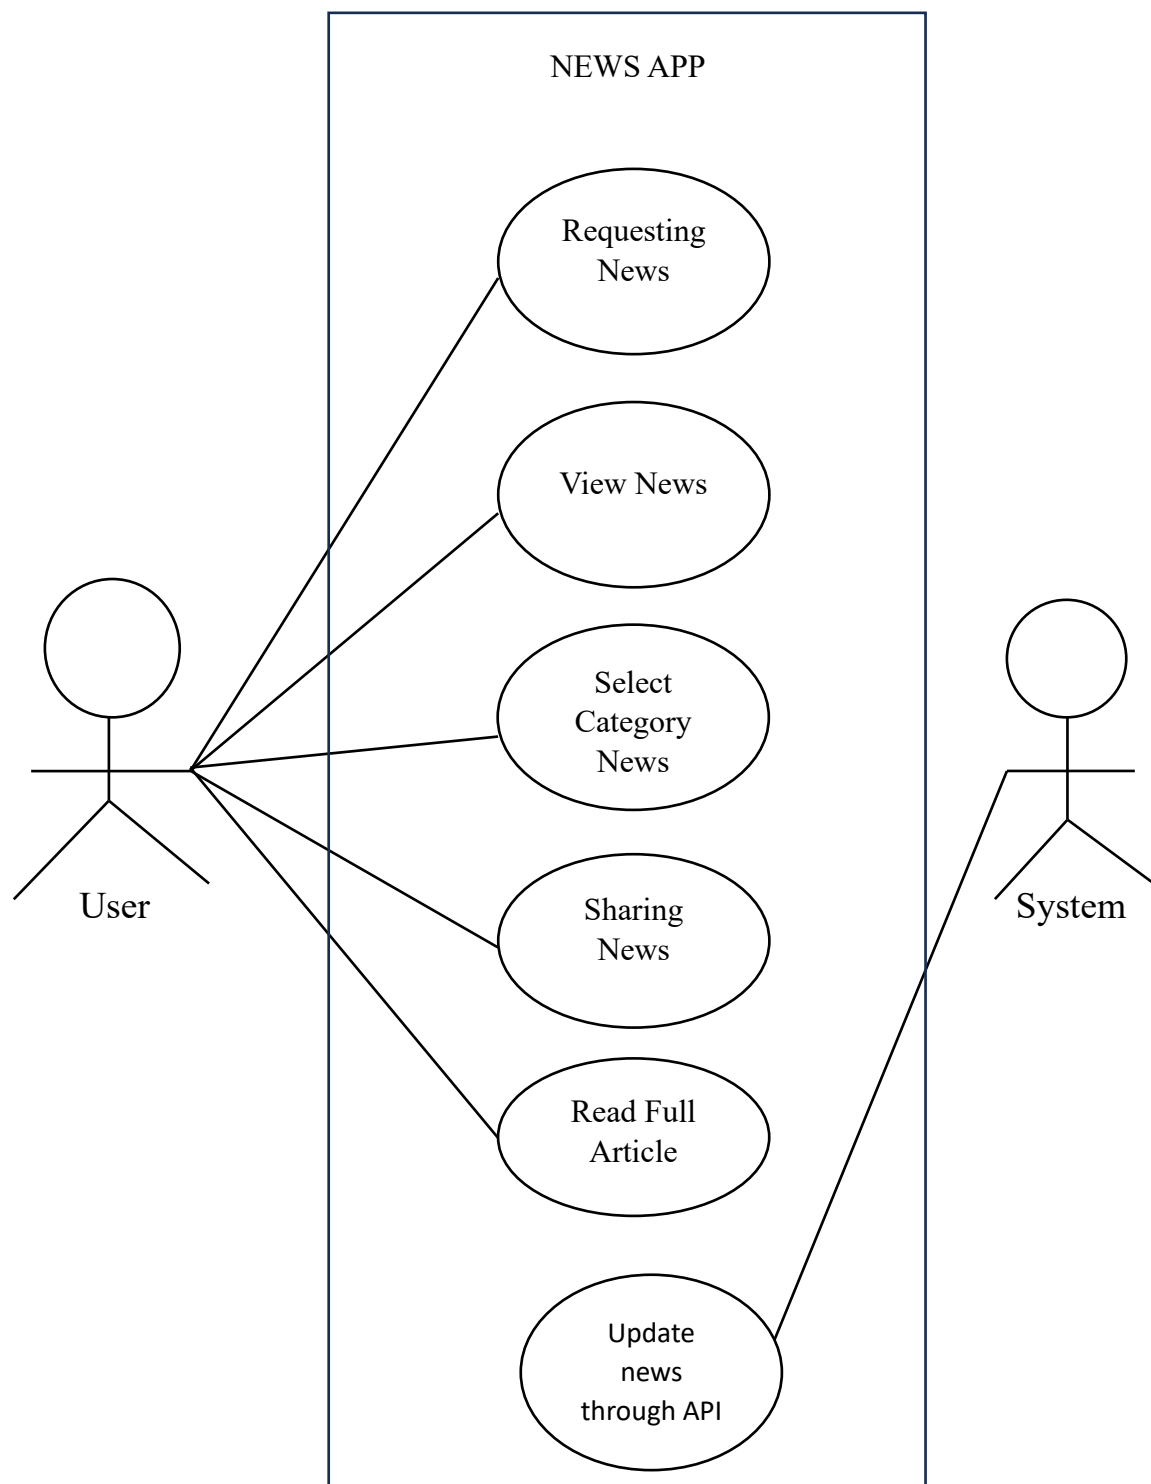 NEWS APP
Requesting
News
View News
Select
Category
News
User
System
Sharing
News
Read Full
Article
Update
news
through API